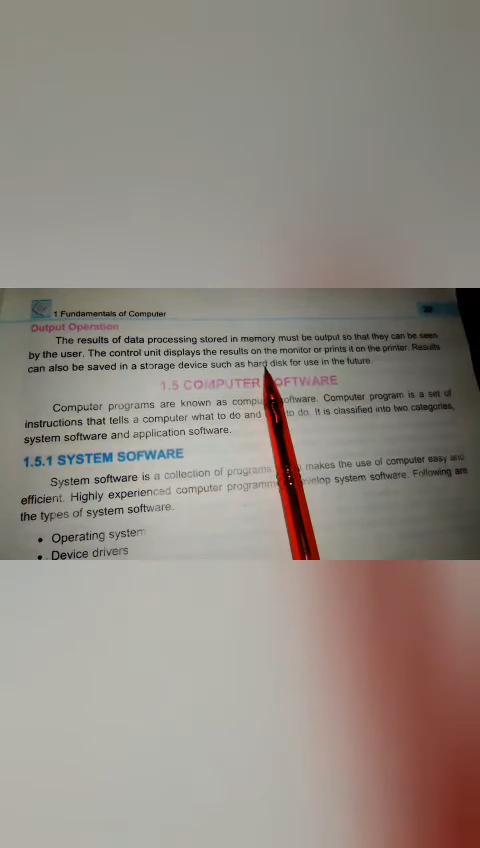 1 Fundamentals of Computer
Output Operation
The results of data processing stored in memory must be output so that they can be seen
by the user. The control unit displays the results on the monitor or prints it on the printer. Results
can also be saved in a storage device such as hard disk for use in the future.
1.5 COMPUTER SOFTWARE
Computer programs are known as computer software. Computer program is a set of
instructions that tells a computer what to do and to do. It is classified into two categories,
system software and application software.
1.5.1 SYSTEM SOFWARE
System software is a collection of programs makes the use of computer easy and
efficient. Highly experienced computer programmers develop system software. Following are
the types of system software.
• Operating system
• Device drivers